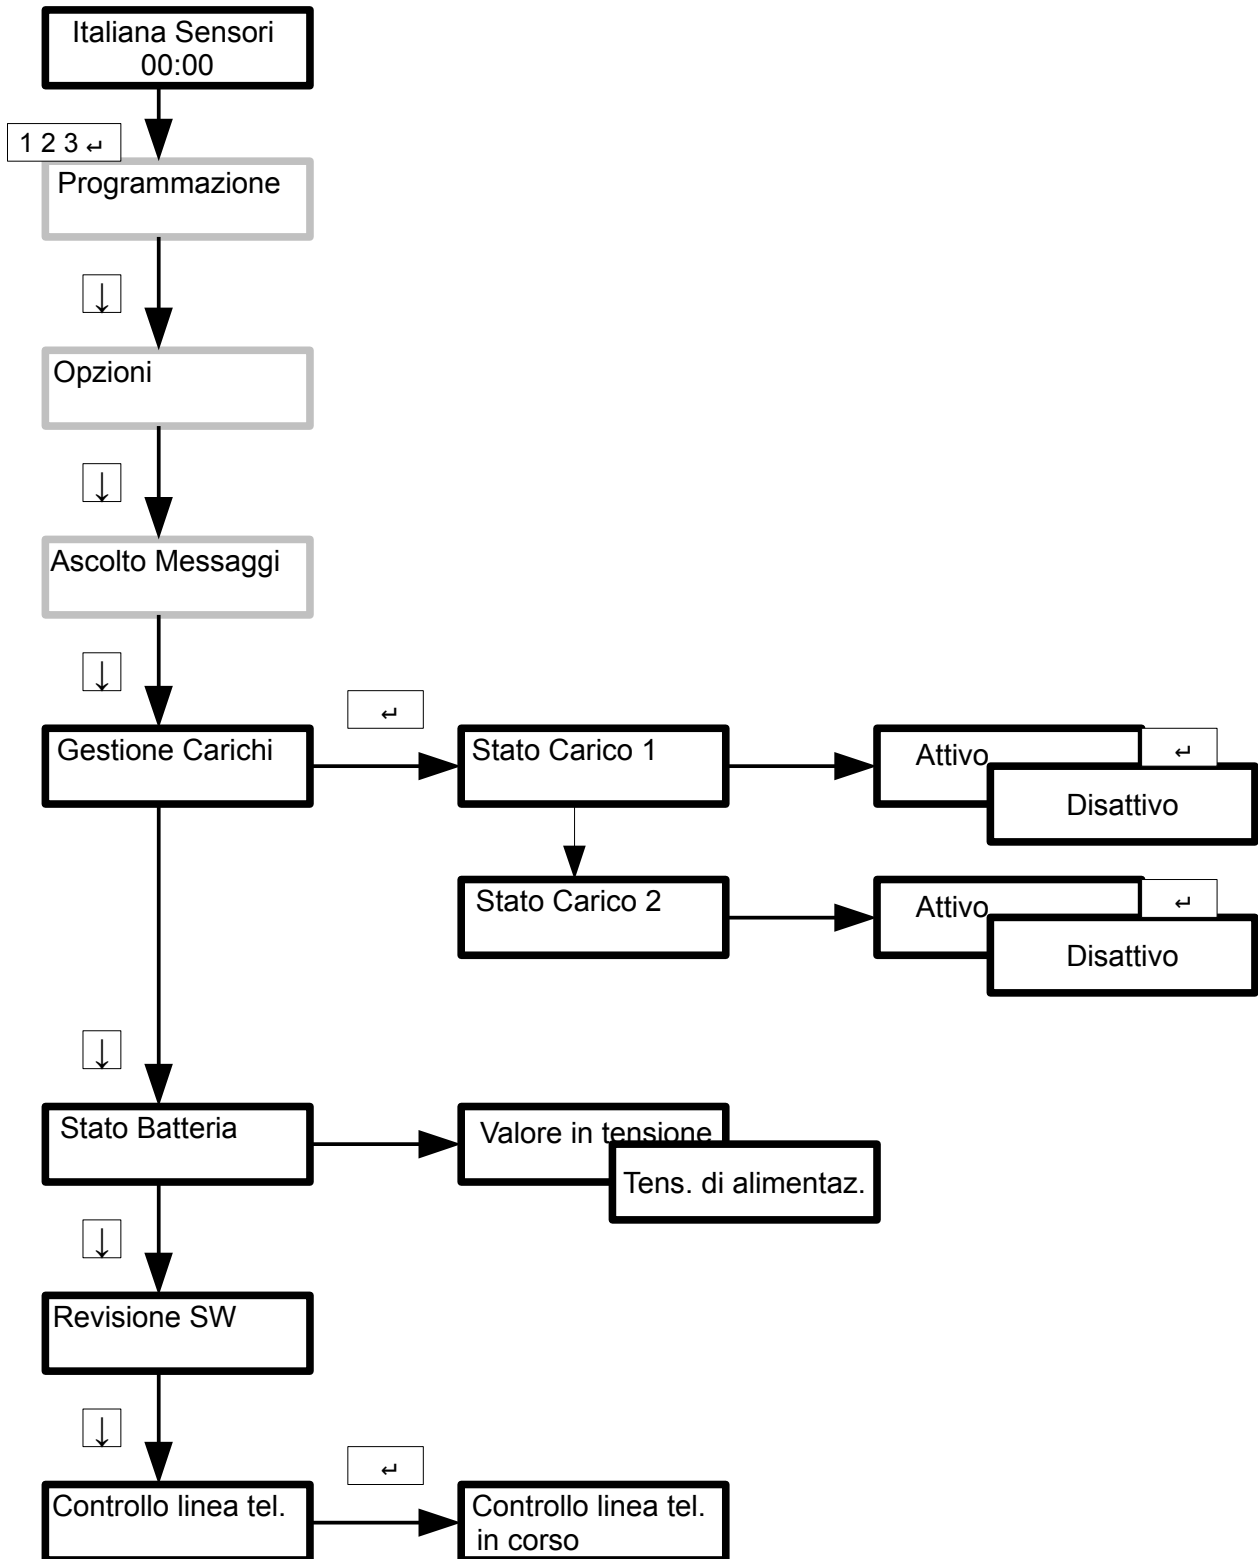 Italiana Sensori
00:00
1 2 3 ↵
Programmazione
↓
Opzioni
↓
Ascolto Messaggi
↓
↵
Gestione Carichi
Stato Carico 1
Attivo
↵
Disattivo
Stato Carico 2
Attivo
↵
Disattivo
↓
Stato Batteria
Valore in tensione
Tens. di alimentaz.
↓
Revisione SW
↓
↵
Controllo linea tel.
Controllo linea tel.
in corso